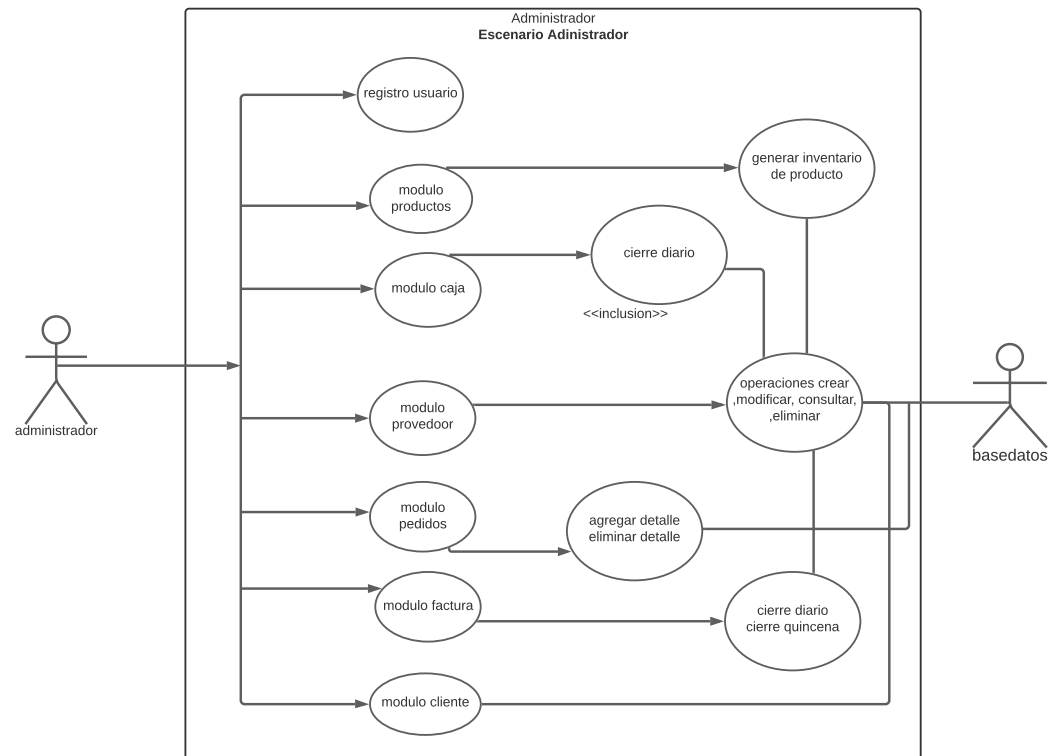 Administrador
Escenario Adinistrador
registro usuario
generar inventario
de producto
modulo
productos
cierre diario
modulo caja
<<inclusion>>
operaciones crear
,modificar, consultar,
,eliminar
modulo
provedoor
administrador
basedatos
modulo
pedidos
agregar detalle
eliminar detalle
modulo factura
cierre diario
cierre quincena
modulo cliente